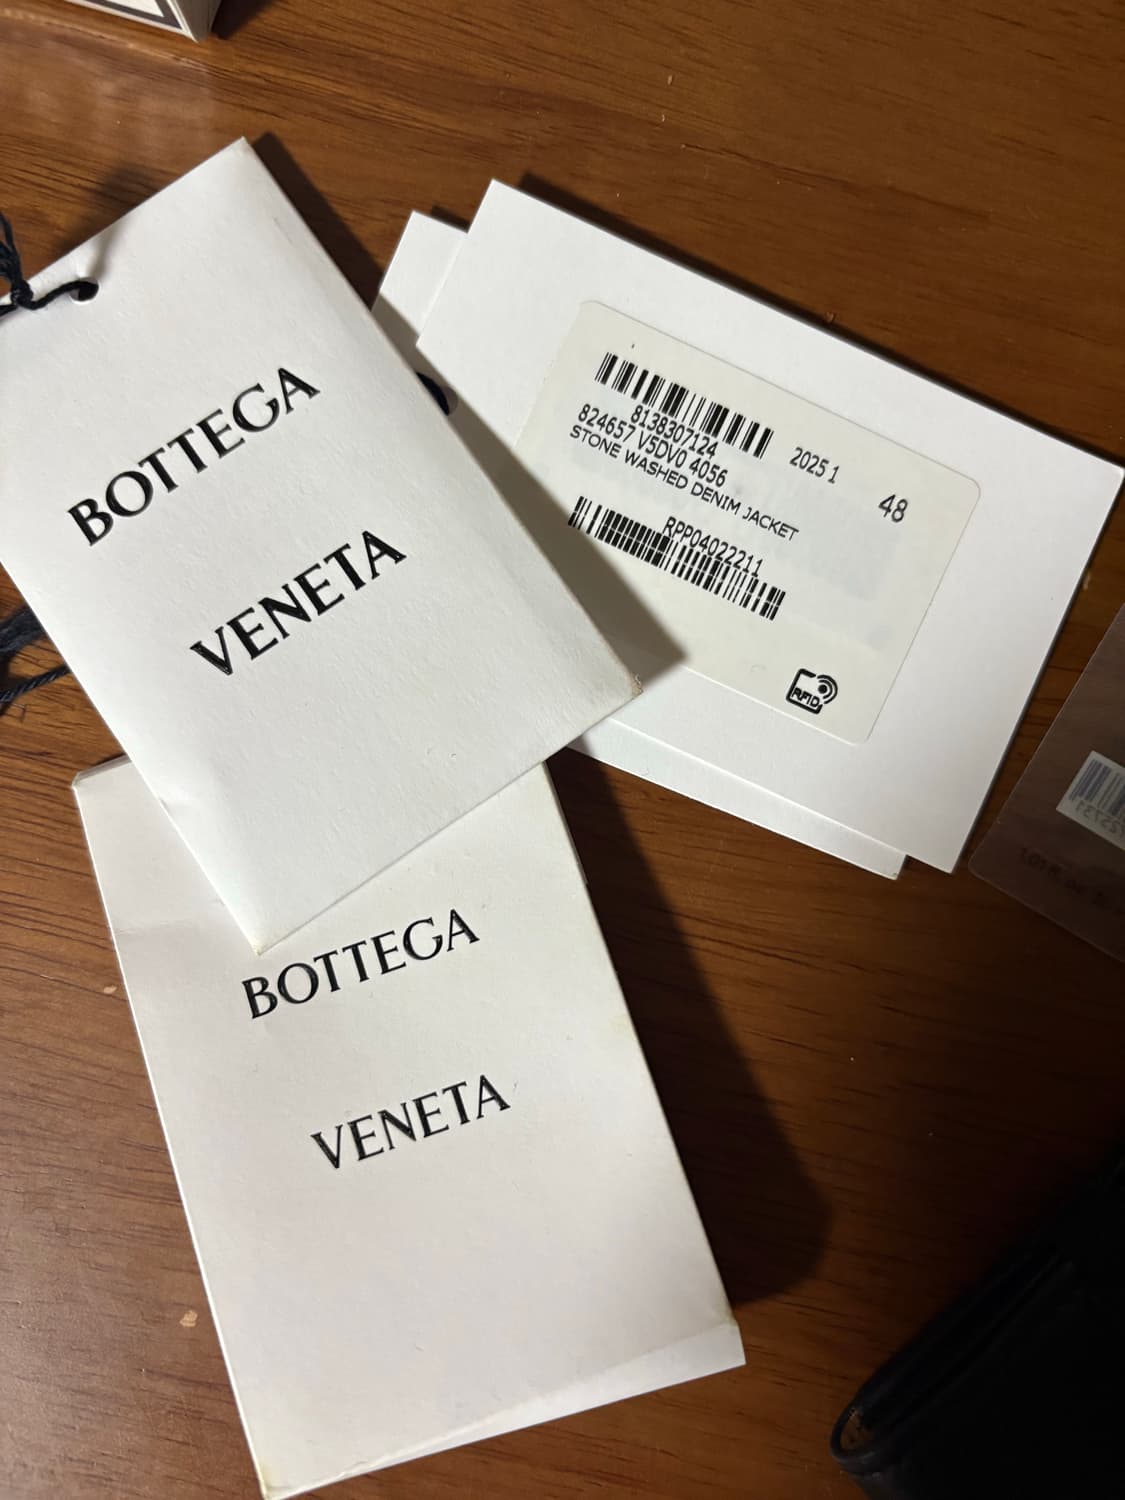 BOTTEGA
VENETA
8138307124
824657 V5DV0 4056
2025 1
48
STONE WASHED DENIM JACKET
RPP04022211
RFID
BOTTEGA
VENETA